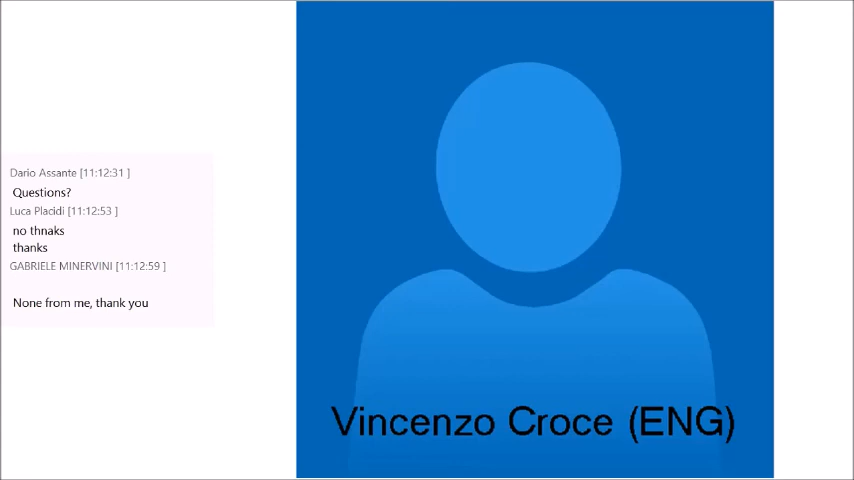 Dario Assante [11:12:31 ]
Questions?
Luca Placidi [11:12:53 ]
no thnaks
thanks
GABRIELE MINERVINI [11:12:59 ]
None from me, thank you
Vincenzo Croce (ENG)